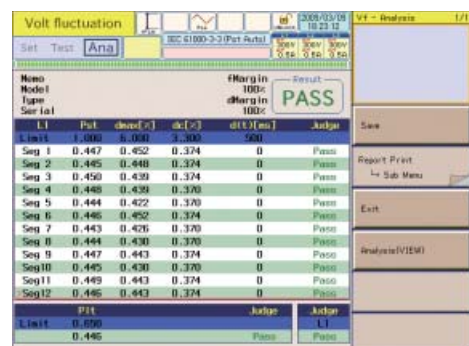 Volt fluctuation
IEC 61000-3-3 (Pst Auto)
2005/03/09
10:23:12
Vf - Analysis 1/1
Set Test Ana
300V 300V 300V
Memo fMargin Result
Model 100%
Type dMargin PASS
Serial 100%
L1 Pst dmax[%] dc[%] d(t)[ms] Judge
Limit 1.000 6.000 3.300 500
Seg 1 0.447 0.452 0.374 0 Pass
Seg 2 0.445 0.448 0.374 0 Pass
Seg 3 0.450 0.439 0.374 0 Pass
Seg 4 0.448 0.439 0.370 0 Pass
Seg 5 0.444 0.422 0.370 0 Pass
Seg 6 0.446 0.452 0.374 0 Pass
Seg 7 0.443 0.426 0.370 0 Pass
Seg 8 0.444 0.430 0.370 0 Pass
Seg 9 0.447 0.443 0.374 0 Pass
Seg10 0.445 0.430 0.370 0 Pass
Seg11 0.449 0.443 0.374 0 Pass
Seg12 0.446 0.443 0.374 0 Pass
Plt Judge Judge
Limit 0.650 L1
0.446 Pass Pass
Save
Report Print
Sub Menu
Exit
Analysis(VIEW)